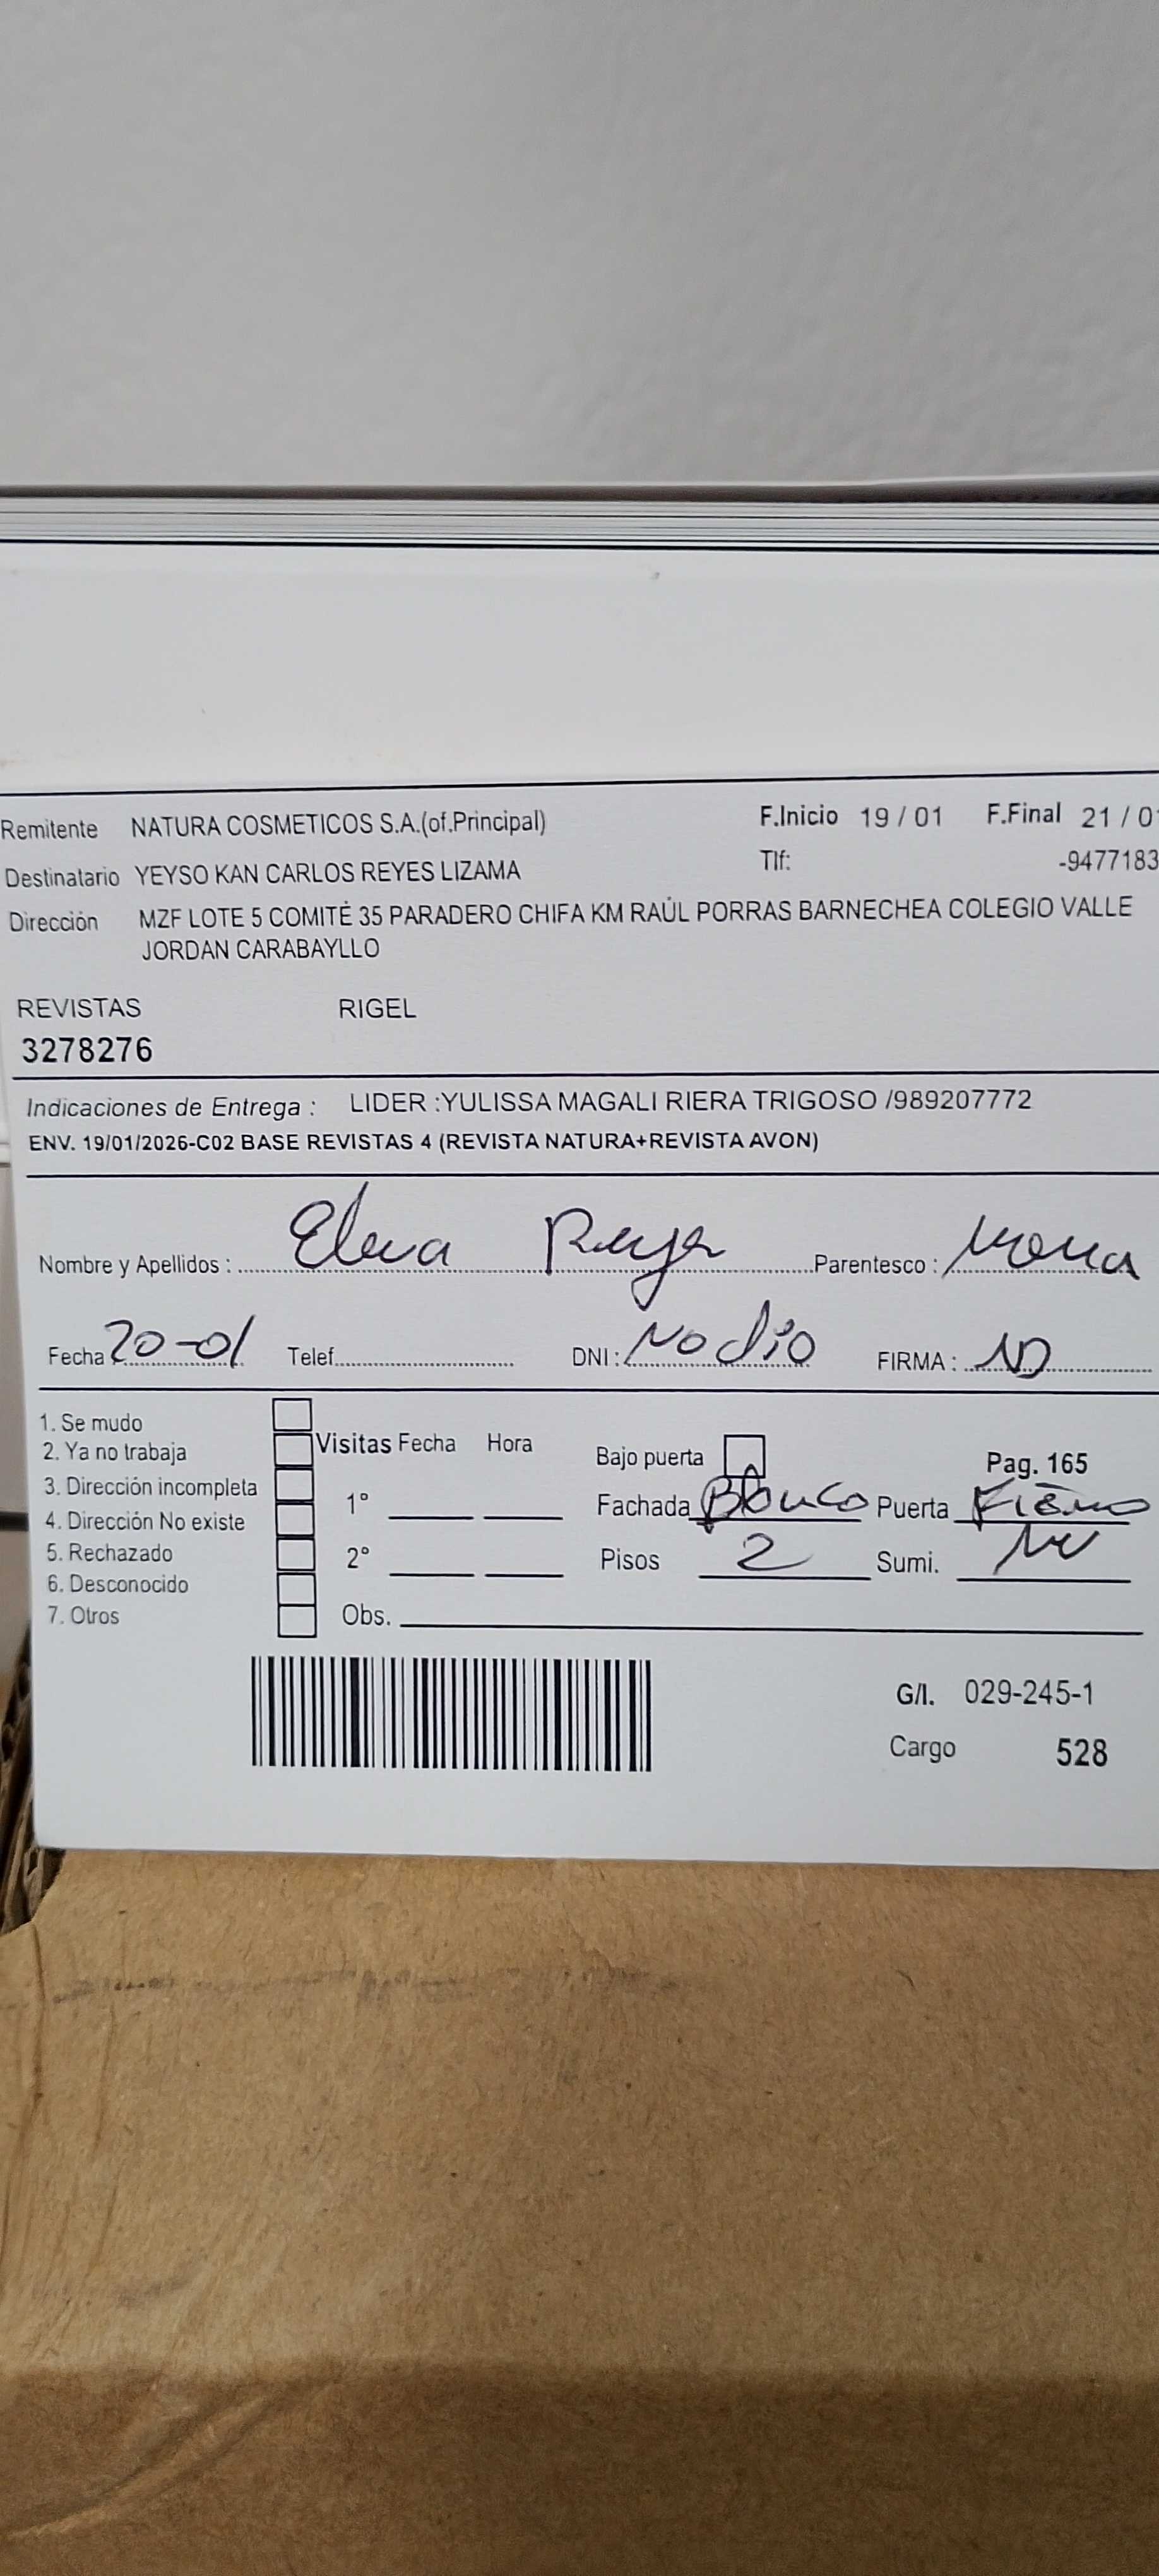 Remitente NATURA COSMETICOS S.A.(of.Principal) F.Inicio 19 / 01 F.Final 21 / 01
Destinatario YEYSO KAN CARLOS REYES LIZAMA Tlf: -9477183
Dirección MZF LOTE 5 COMITÉ 35 PARADERO CHIFA KM RAÚL PORRAS BARNECHEA COLEGIO VALLE
JORDAN CARABAYLLO
REVISTAS RIGEL
3278276
Indicaciones de Entrega : LIDER :YULISSA MAGALI RIERA TRIGOSO /989207772
ENV. 19/01/2026-C02 BASE REVISTAS 4 (REVISTA NATURA+REVISTA AVON)
Nombre y Apellidos : Elena Reyes Parentesco :
Fecha 20-01 Telef. DNI : No dio FIRMA : ND
1. Se mudo
2. Ya no trabaja Visitas Fecha Hora Bajo puerta Pag. 165
3. Dirección incompleta 1° Fachada Blanco Puerta Fierro
4. Dirección No existe
5. Rechazado 2° Pisos 2 Sumi.
6. Desconocido
7. Otros Obs.
G/I. 029-245-1
Cargo 528